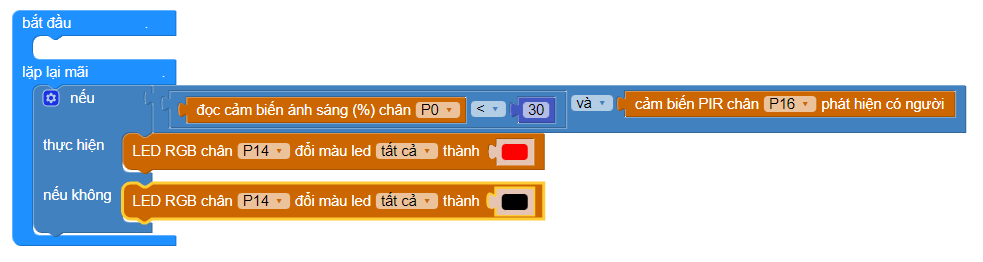 bắt đầu .
lặp lại mãi .
nếu đọc cảm biến ánh sáng (%) chân P0 < 30 và cảm biến PIR chân P16 phát hiện có người
thực hiện LED RGB chân P14 đổi màu led tất cả thành
nếu không LED RGB chân P14 đổi màu led tất cả thành